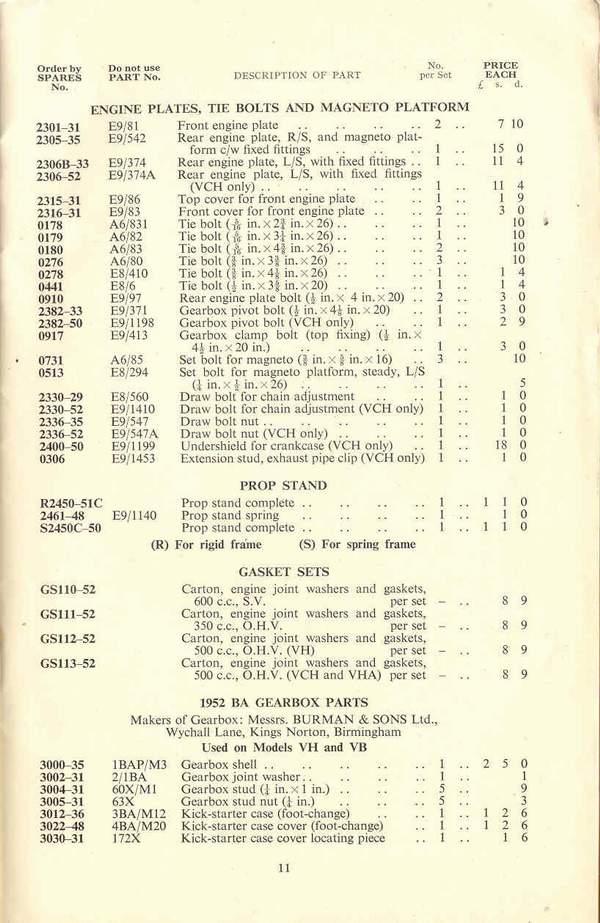 Order by Do not use No. PRICE
SPARES PART No. DESCRIPTION OF PART per Set EACH
No. £ s. d.
ENGINE PLATES, TIE BOLTS AND MAGNETO PLATFORM
2301–31 E9/81 Front engine plate .. .. .. .. 2 .. 7 10
2305–35 E9/542 Rear engine plate, R/S, and magneto plat-
form c/w fixed fittings .. .. .. 1 .. 15 0
2306B–33 E9/374 Rear engine plate, L/S, with fixed fittings .. 1 .. 11 4
2306–52 E9/374A Rear engine plate, L/S, with fixed fittings
(VCH only) .. .. .. .. .. 1 .. 11 4
2315–31 E9/86 Top cover for front engine plate .. .. 1 .. 1 9
2316–31 E9/83 Front cover for front engine plate .. .. 2 .. 3 0
0178 A6/831 Tie bolt (5/16 in.×2¾ in.×26) .. .. .. 1 .. 10
0179 A6/82 Tie bolt (5/16 in.×3¼ in.×26) .. .. .. 1 .. 10
0180 A6/83 Tie bolt (5/16 in.×4⅜ in.×26) .. .. .. 2 .. 10
0276 A6/80 Tie bolt (⅜ in.×3⅜ in.×26) .. .. .. 3 .. 10
0278 E8/410 Tie bolt (⅜ in.×4⅛ in.×26) .. .. .. 1 .. 1 4
0441 E8/6 Tie bolt (½ in.×3⅜ in.×20) .. .. .. 1 .. 1 4
0910 E9/97 Rear engine plate bolt (½ in.× 4 in.×20) .. 2 .. 3 0
2382–33 E9/371 Gearbox pivot bolt (½ in.×4½ in.×20) .. 1 .. 3 0
2382–50 E9/1198 Gearbox pivot bolt (VCH only) .. .. 1 .. 2 9
0917 E9/413 Gearbox clamp bolt (top fixing) (½ in.×
4½ in.×20 in.) .. .. .. .. 1 .. 3 0
0731 A6/85 Set bolt for magneto (⅜ in.×⅝ in.×16) .. 3 .. 10
0513 E8/294 Set bolt for magneto platform, steady, L/S
(¼ in.×½ in.×26) .. .. .. .. 1 .. 5
2330–29 E8/560 Draw bolt for chain adjustment .. .. 1 .. 1 0
2330–52 E9/1410 Draw bolt for chain adjustment (VCH only) 1 .. 1 0
2336–35 E9/547 Draw bolt nut .. .. .. .. .. 1 .. 1 0
2336–52 E9/547A Draw bolt nut (VCH only) .. .. .. 1 .. 1 0
2400–50 E9/1199 Undershield for crankcase (VCH only) .. 1 .. 18 0
0306 E9/1453 Extension stud, exhaust pipe clip (VCH only) 1 .. 1 0
PROP STAND
R2450–51C Prop stand complete .. .. .. .. 1 .. 1 1 0
2461–48 E9/1140 Prop stand spring .. .. .. .. 1 .. 1 0
S2450C–50 Prop stand complete .. .. .. .. 1 .. 1 1 0
(R) For rigid frame (S) For spring frame
GASKET SETS
GS110–52 Carton, engine joint washers and gaskets,
600 c.c., S.V. per set – .. 8 9
GS111–52 Carton, engine joint washers and gaskets,
350 c.c., O.H.V. per set – .. 8 9
GS112–52 Carton, engine joint washers and gaskets,
500 c.c., O.H.V. (VH) per set – .. 8 9
GS113–52 Carton, engine joint washers and gaskets,
500 c.c., O.H.V. (VCH and VHA) per set – .. 8 9
1952 BA GEARBOX PARTS
Makers of Gearbox: Messrs. BURMAN & SONS Ltd.,
Wychall Lane, Kings Norton, Birmingham
Used on Models VH and VB
3000–35 1BAP/M3 Gearbox shell .. .. .. .. .. 1 .. 2 5 0
3002–31 2/1BA Gearbox joint washer .. .. .. .. 1 .. 1
3004–31 60X/M1 Gearbox stud (¼ in.×1 in.) .. .. .. 5 .. 9
3005–31 63X Gearbox stud nut (¼ in.) .. .. .. 5 .. 3
3012–36 3BA/M12 Kick-starter case (foot-change) .. .. 1 .. 1 2 6
3022–48 4BA/M20 Kick-starter case cover (foot-change) .. 1 .. 1 2 6
3030–31 172X Kick-starter case cover locating piece .. 1 .. 1 6
11